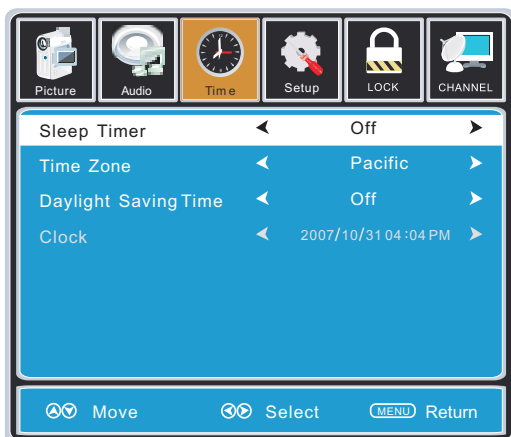 Picture Audio Time Setup LOCK CHANNEL
Sleep Timer Off
Time Zone Pacific
Daylight Saving Time Off
Clock 2007/10/31 04:04 PM
Move Select MENU Return